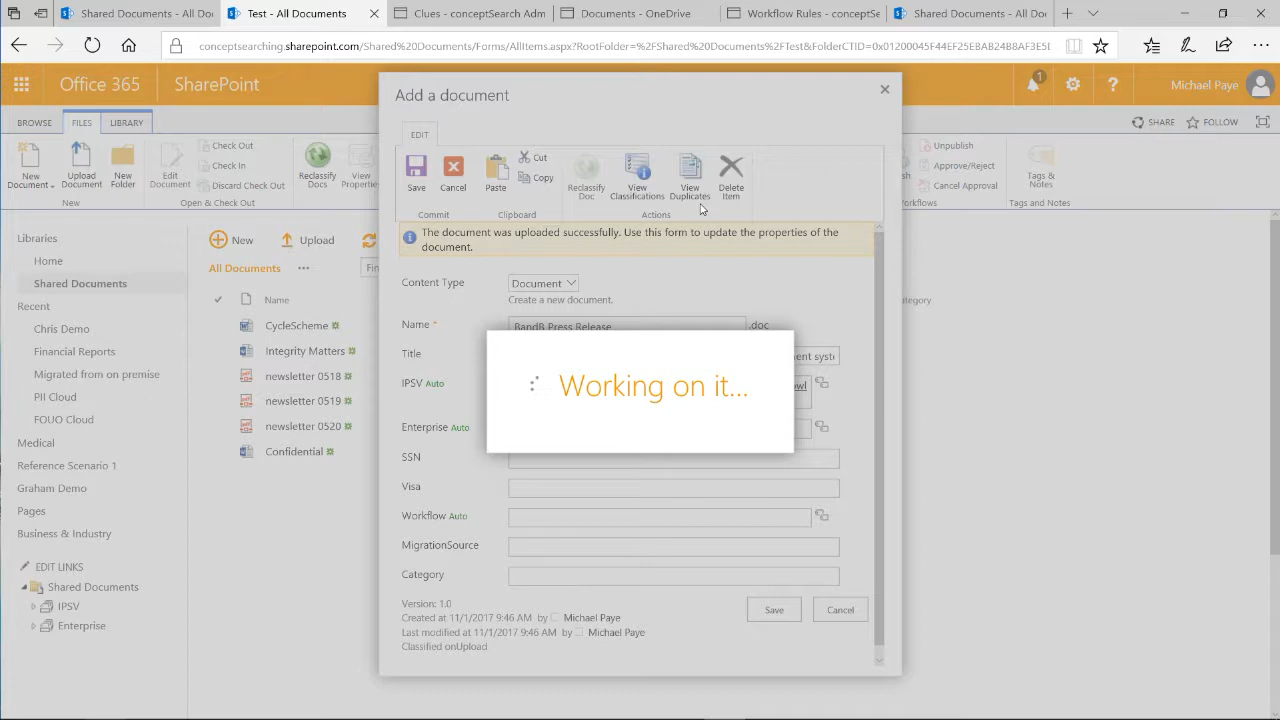 Shared Documents - All Doc
Test - All Documents
Clues - conceptSearch Adm
Documents - OneDrive
Workflow Rules - conceptSe
Shared Documents - All Do
conceptsearching.sharepoint.com/Shared%20Documents/Forms/AllItems.aspx?RootFolder=%2FShared%20Documents%2FTest&FolderCTID=0x01200045F44EF25EBAB24B8AF3E5D
Office 365
SharePoint
1
?
Michael Paye
BROWSE
FILES
LIBRARY
SHARE
FOLLOW
New Document
Upload Document
New Folder
New
Edit Document
Check Out
Check In
Discard Check Out
Open & Check Out
Reclassify Docs
View Properties
Unpublish
Approve/Reject
Cancel Approval
Workflows
Tags & Notes
Tags and Notes
Add a document
EDIT
Save
Cancel
Commit
Paste
Cut
Copy
Clipboard
Reclassify Doc
View Classifications
View Duplicates
Delete Item
Actions
The document was uploaded successfully. Use this form to update the properties of the
document.
Content Type
Document
Create a new document.
Name *
BandB Press Release
.doc
Title
IPSV Auto
Enterprise Auto
SSN
Visa
Workflow Auto
MigrationSource
Category
Version: 1.0
Created at 11/1/2017 9:46 AM by Michael Paye
Last modified at 11/1/2017 9:46 AM by Michael Paye
Classified onUpload
Save
Cancel
Working on it...
Libraries
Home
Shared Documents
Recent
Chris Demo
Financial Reports
Migrated from on premise
PII Cloud
FOUO Cloud
Medical
Reference Scenario 1
Graham Demo
Pages
Business & Industry
EDIT LINKS
Shared Documents
IPSV
Enterprise
New
Upload
All Documents
...
Fin
Name
CycleScheme
Integrity Matters
newsletter 0518
newsletter 0519
newsletter 0520
Confidential